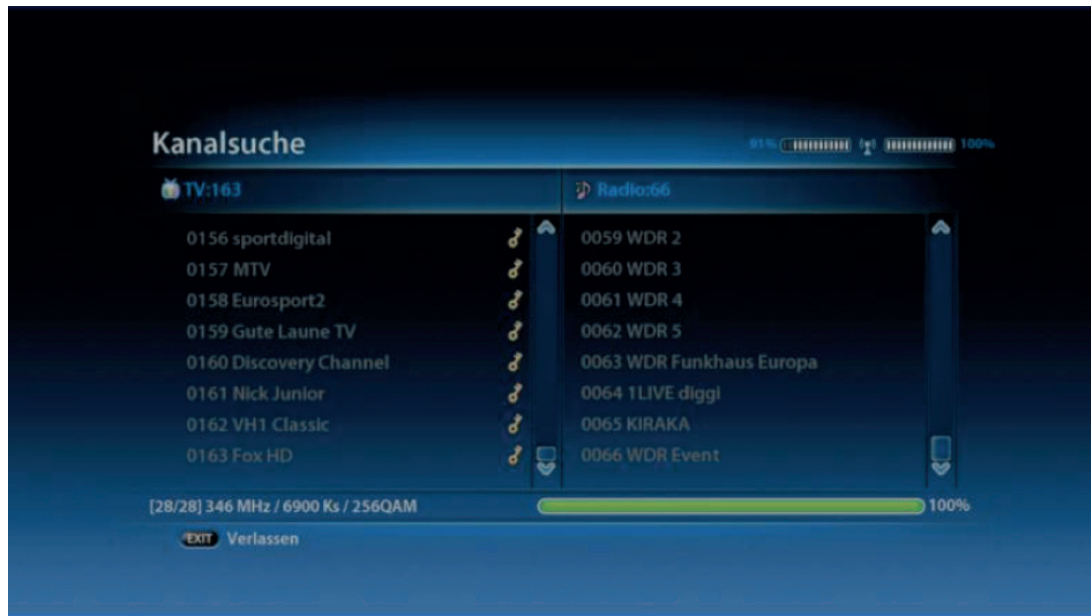 Kanalsuche
91% 100%
TV:163
Radio:66
0156 sportdigital
0157 MTV
0158 Eurosport2
0159 Gute Laune TV
0160 Discovery Channel
0161 Nick Junior
0162 VH1 Classic
0163 Fox HD
0059 WDR 2
0060 WDR 3
0061 WDR 4
0062 WDR 5
0063 WDR Funkhaus Europa
0064 1LIVE diggi
0065 KIRAKA
0066 WDR Event
[28/28] 346 MHz / 6900 Ks / 256QAM 100%
EXIT Verlassen